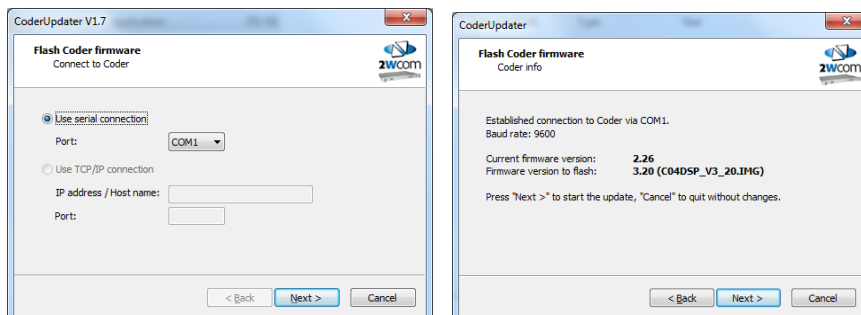 CoderUpdater V1.7
Flash Coder firmware
Connect to Coder
2wcom
Use serial connection
Port: COM1
Use TCP/IP connection
IP address / Host name:
Port:
< Back Next > Cancel
CoderUpdater
Flash Coder firmware
Coder info
2wcom
Established connection to Coder via COM1.
Baud rate: 9600
Current firmware version: 2.26
Firmware version to flash: 3.20 (C04DSP_V3_20.IMG)
Press "Next >" to start the update, "Cancel" to quit without changes.
< Back Next > Cancel